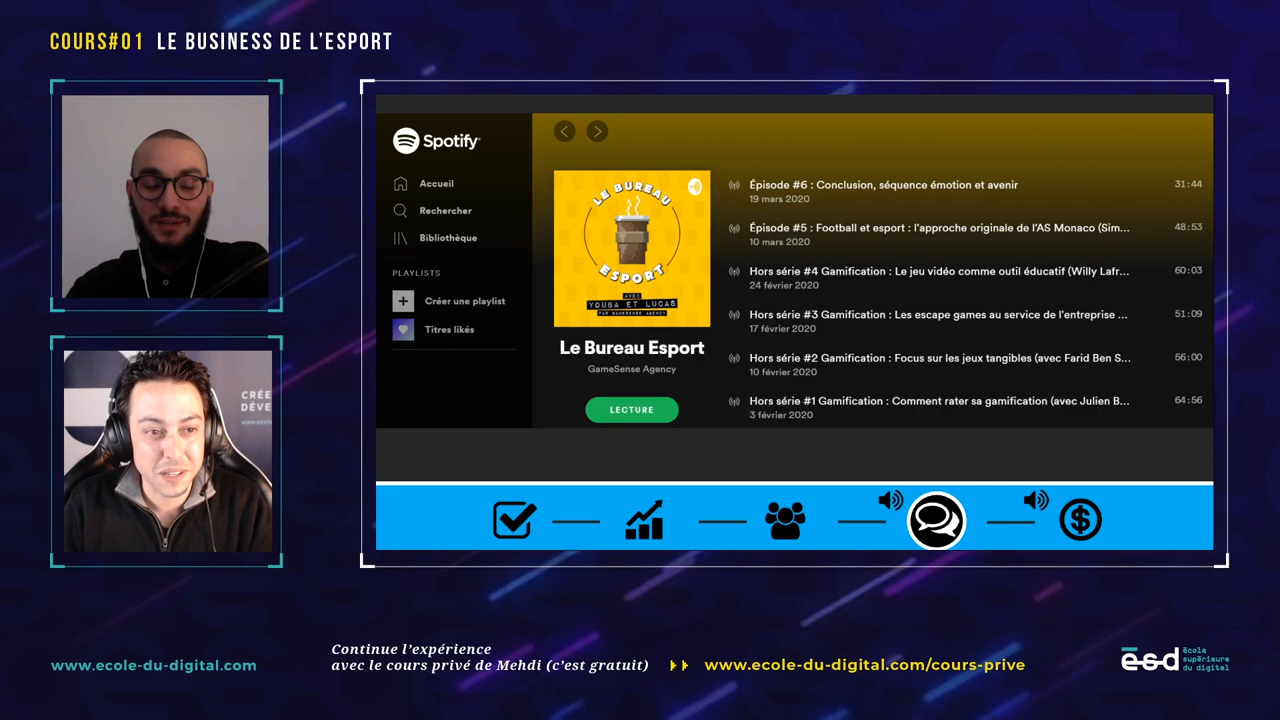 COURS#01 LE BUSINESS DE L'ESPORT
Spotify
Accueil
Rechercher
Bibliothèque
PLAYLISTS
Créer une playlist
Titres likés
LE BUREAU
ESPORT
AVEC
YOUBA ET LUCAS
PAR GAMESENSE AGENCY
Le Bureau Esport
GameSense Agency
LECTURE
Épisode #6 : Conclusion, séquence émotion et avenir 31:44
19 mars 2020
Épisode #5 : Football et esport : l'approche originale de l'AS Monaco (Sim... 48:53
10 mars 2020
Hors série #4 Gamification : Le jeu vidéo comme outil éducatif (Willy Lafr... 60:03
24 février 2020
Hors série #3 Gamification : Les escape games au service de l'entreprise ... 51:09
17 février 2020
Hors série #2 Gamification : Focus sur les jeux tangibles (avec Farid Ben S... 56:00
10 février 2020
Hors série #1 Gamification : Comment rater sa gamification (avec Julien B... 64:56
3 février 2020
CRÉE
DÉVE
www.ecole
www.ecole-du-digital.com
Continue l'expérience
avec le cours privé de Mehdi (c'est gratuit)
www.ecole-du-digital.com/cours-prive
ésd école
supérieure
du digital